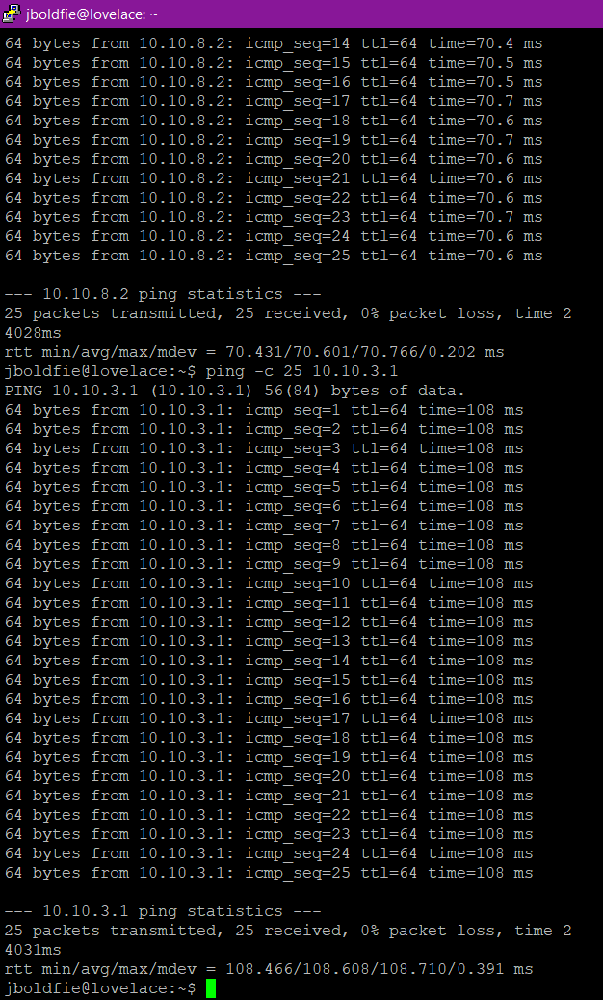 jboldfie@lovelace: ~
64 bytes from 10.10.8.2: icmp_seq=14 ttl=64 time=70.4 ms
64 bytes from 10.10.8.2: icmp_seq=15 ttl=64 time=70.5 ms
64 bytes from 10.10.8.2: icmp_seq=16 ttl=64 time=70.5 ms
64 bytes from 10.10.8.2: icmp_seq=17 ttl=64 time=70.7 ms
64 bytes from 10.10.8.2: icmp_seq=18 ttl=64 time=70.6 ms
64 bytes from 10.10.8.2: icmp_seq=19 ttl=64 time=70.7 ms
64 bytes from 10.10.8.2: icmp_seq=20 ttl=64 time=70.6 ms
64 bytes from 10.10.8.2: icmp_seq=21 ttl=64 time=70.6 ms
64 bytes from 10.10.8.2: icmp_seq=22 ttl=64 time=70.6 ms
64 bytes from 10.10.8.2: icmp_seq=23 ttl=64 time=70.7 ms
64 bytes from 10.10.8.2: icmp_seq=24 ttl=64 time=70.6 ms
64 bytes from 10.10.8.2: icmp_seq=25 ttl=64 time=70.6 ms
--- 10.10.8.2 ping statistics ---
25 packets transmitted, 25 received, 0% packet loss, time 2
4028ms
rtt min/avg/max/mdev = 70.431/70.601/70.766/0.202 ms
jboldfie@lovelace:~$ ping -c 25 10.10.3.1
PING 10.10.3.1 (10.10.3.1) 56(84) bytes of data.
64 bytes from 10.10.3.1: icmp_seq=1 ttl=64 time=108 ms
64 bytes from 10.10.3.1: icmp_seq=2 ttl=64 time=108 ms
64 bytes from 10.10.3.1: icmp_seq=3 ttl=64 time=108 ms
64 bytes from 10.10.3.1: icmp_seq=4 ttl=64 time=108 ms
64 bytes from 10.10.3.1: icmp_seq=5 ttl=64 time=108 ms
64 bytes from 10.10.3.1: icmp_seq=6 ttl=64 time=108 ms
64 bytes from 10.10.3.1: icmp_seq=7 ttl=64 time=108 ms
64 bytes from 10.10.3.1: icmp_seq=8 ttl=64 time=108 ms
64 bytes from 10.10.3.1: icmp_seq=9 ttl=64 time=108 ms
64 bytes from 10.10.3.1: icmp_seq=10 ttl=64 time=108 ms
64 bytes from 10.10.3.1: icmp_seq=11 ttl=64 time=108 ms
64 bytes from 10.10.3.1: icmp_seq=12 ttl=64 time=108 ms
64 bytes from 10.10.3.1: icmp_seq=13 ttl=64 time=108 ms
64 bytes from 10.10.3.1: icmp_seq=14 ttl=64 time=108 ms
64 bytes from 10.10.3.1: icmp_seq=15 ttl=64 time=108 ms
64 bytes from 10.10.3.1: icmp_seq=16 ttl=64 time=108 ms
64 bytes from 10.10.3.1: icmp_seq=17 ttl=64 time=108 ms
64 bytes from 10.10.3.1: icmp_seq=18 ttl=64 time=108 ms
64 bytes from 10.10.3.1: icmp_seq=19 ttl=64 time=108 ms
64 bytes from 10.10.3.1: icmp_seq=20 ttl=64 time=108 ms
64 bytes from 10.10.3.1: icmp_seq=21 ttl=64 time=108 ms
64 bytes from 10.10.3.1: icmp_seq=22 ttl=64 time=108 ms
64 bytes from 10.10.3.1: icmp_seq=23 ttl=64 time=108 ms
64 bytes from 10.10.3.1: icmp_seq=24 ttl=64 time=108 ms
64 bytes from 10.10.3.1: icmp_seq=25 ttl=64 time=108 ms
--- 10.10.3.1 ping statistics ---
25 packets transmitted, 25 received, 0% packet loss, time 2
4031ms
rtt min/avg/max/mdev = 108.466/108.608/108.710/0.391 ms
jboldfie@lovelace:~$